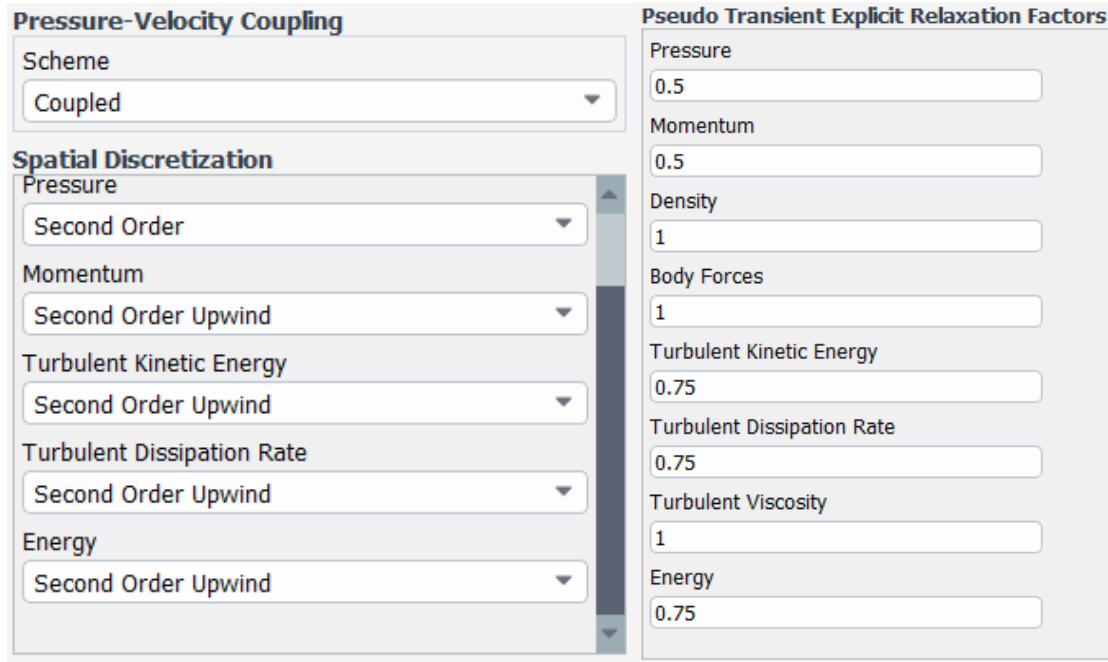 Pressure-Velocity Coupling
Scheme
Coupled
Spatial Discretization
Pressure
Second Order
Momentum
Second Order Upwind
Turbulent Kinetic Energy
Second Order Upwind
Turbulent Dissipation Rate
Second Order Upwind
Energy
Second Order Upwind
Pseudo Transient Explicit Relaxation Factors
Pressure
0.5
Momentum
0.5
Density
1
Body Forces
1
Turbulent Kinetic Energy
0.75
Turbulent Dissipation Rate
0.75
Turbulent Viscosity
1
Energy
0.75